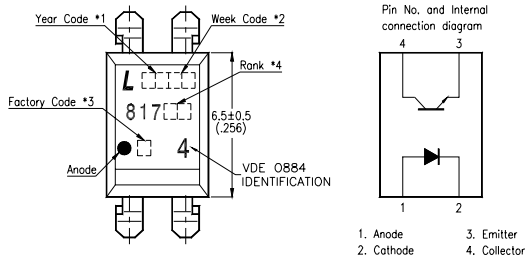 Year Code *1
Week Code *2
L
Rank *4
817
Factory Code *3
6.5±0.5
(.256)
4
Anode
VDE 0884
IDENTIFICATION
Pin No. and Internal
connection diagram
4 3
1 2
1. Anode 3. Emitter
2. Cathode 4. Collector